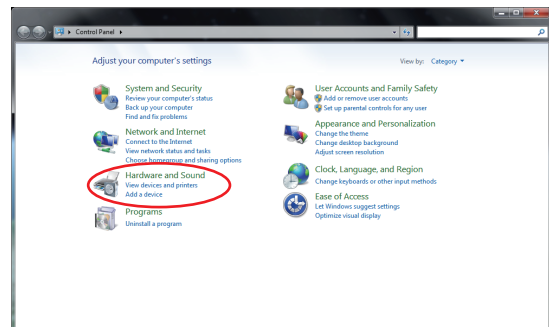 Control Panel
Adjust your computer's settings
View by: Category
System and Security
Review your computer's status
Back up your computer
Find and fix problems
Network and Internet
Connect to the Internet
View network status and tasks
Choose homegroup and sharing options
Hardware and Sound
View devices and printers
Add a device
Programs
Uninstall a program
User Accounts and Family Safety
Add or remove user accounts
Set up parental controls for any user
Appearance and Personalization
Change the theme
Change desktop background
Adjust screen resolution
Clock, Language, and Region
Change keyboards or other input methods
Ease of Access
Let Windows suggest settings
Optimize visual display